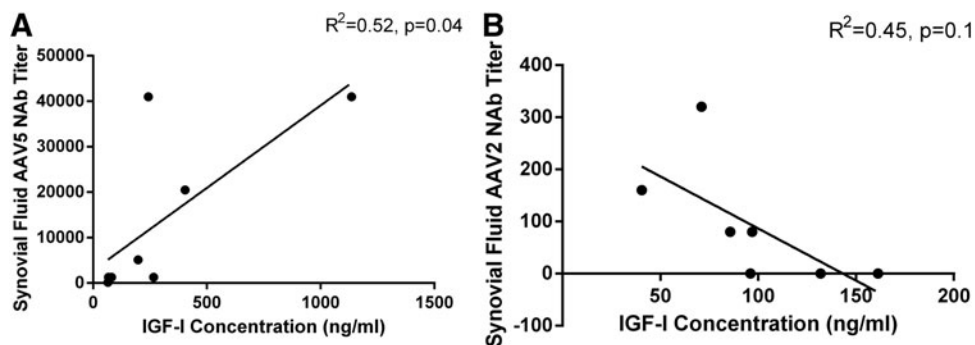 A
R²=0.52, p=0.04
Synovial Fluid AAV5 NAb Titer
50000
40000
30000
20000
10000
0
0
500
1000
1500
IGF-I Concentration (ng/ml)
B
R²=0.45, p=0.1
Synovial Fluid AAV2 NAb Titer
400
300
200
100
0
-100
50
100
150
200
IGF-I Concentration (ng/ml)